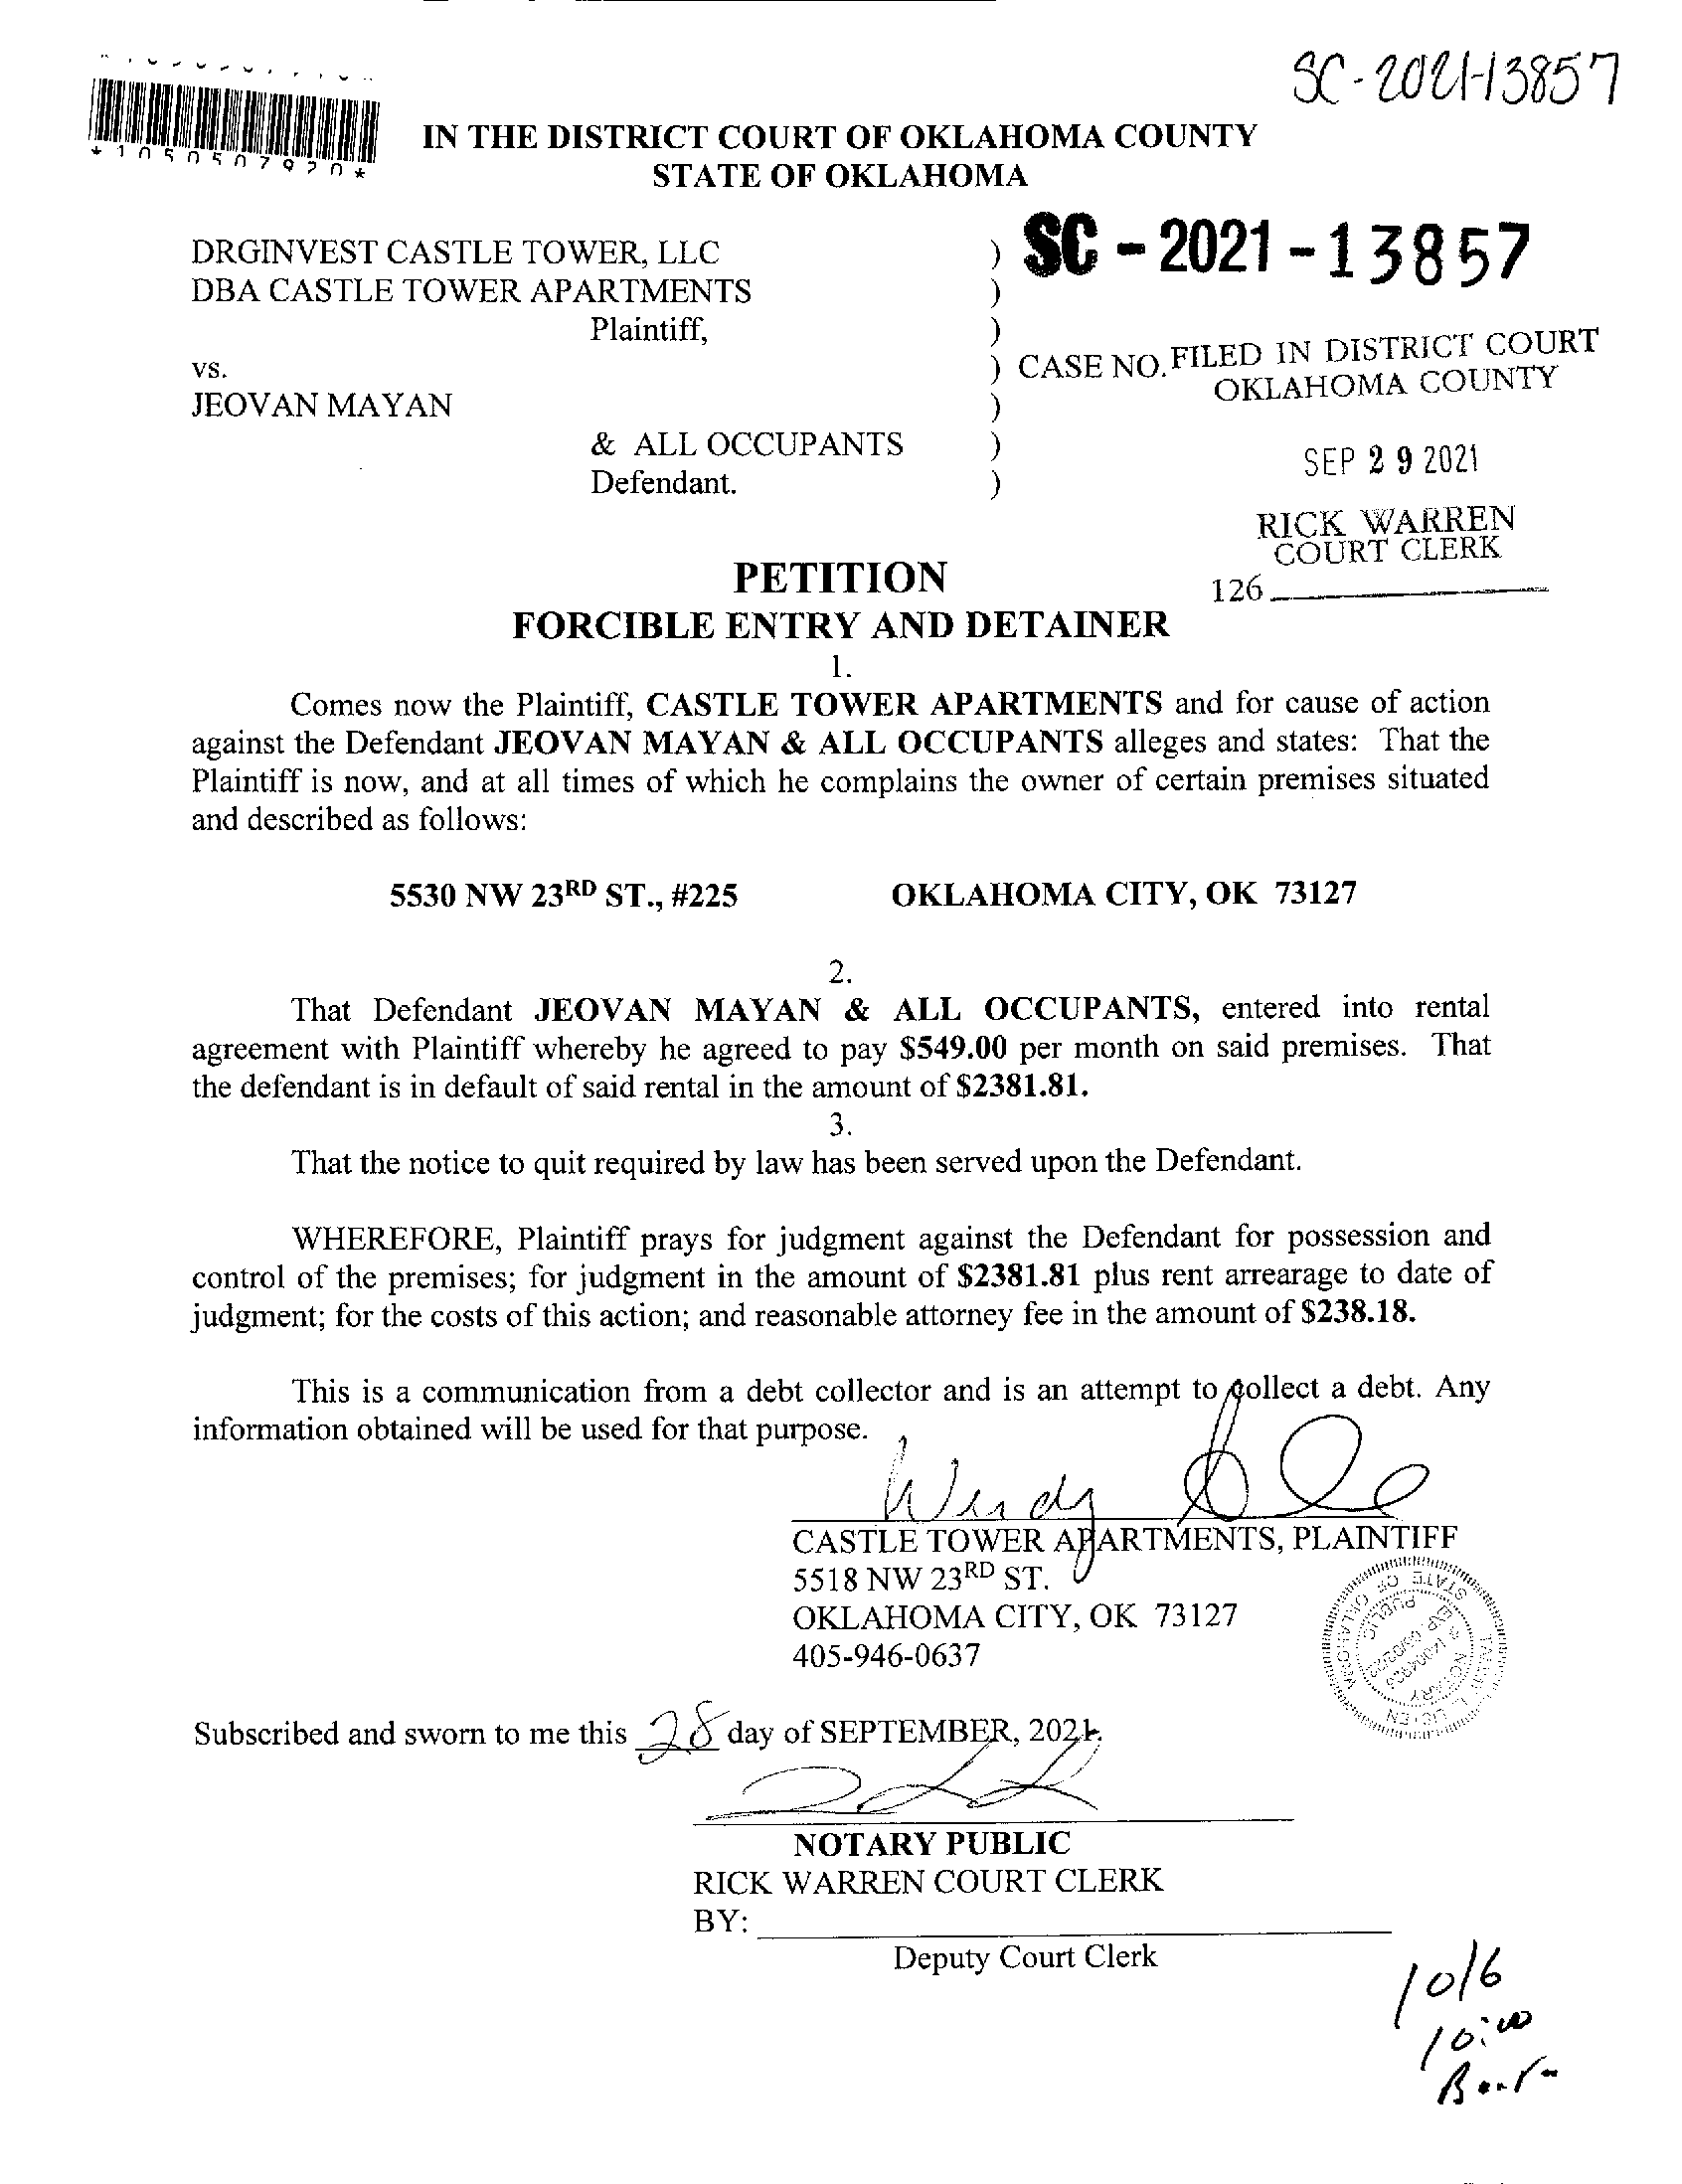 SC-2021-13857
*1050507920*
IN THE DISTRICT COURT OF OKLAHOMA COUNTY
STATE OF OKLAHOMA
DRGINVEST CASTLE TOWER, LLC )
DBA CASTLE TOWER APARTMENTS )
Plaintiff, )
SC - 2021 - 13857
vs. ) CASE NO.
FILED IN DISTRICT COURT
OKLAHOMA COUNTY
JEOVAN MAYAN )
& ALL OCCUPANTS )
Defendant. )
SEP 29 2021
RICK WARREN
COURT CLERK
126
PETITION
FORCIBLE ENTRY AND DETAINER
1.
Comes now the Plaintiff, CASTLE TOWER APARTMENTS and for cause of action
against the Defendant JEOVAN MAYAN & ALL OCCUPANTS alleges and states: That the
Plaintiff is now, and at all times of which he complains the owner of certain premises situated
and described as follows:
5530 NW 23RD ST., #225 OKLAHOMA CITY, OK 73127
2.
That Defendant JEOVAN MAYAN & ALL OCCUPANTS, entered into rental
agreement with Plaintiff whereby he agreed to pay $549.00 per month on said premises. That
the defendant is in default of said rental in the amount of $2381.81.
3.
That the notice to quit required by law has been served upon the Defendant.
WHEREFORE, Plaintiff prays for judgment against the Defendant for possession and
control of the premises; for judgment in the amount of $2381.81 plus rent arrearage to date of
judgment; for the costs of this action; and reasonable attorney fee in the amount of $238.18.
This is a communication from a debt collector and is an attempt to collect a debt. Any
information obtained will be used for that purpose.
Wendy
CASTLE TOWER APARTMENTS, PLAINTIFF
5518 NW 23RD ST.
OKLAHOMA CITY, OK 73127
405-946-0637
STATE OF OKLAHOMA
NOTARY
PUBLIC
Subscribed and sworn to me this 28 day of SEPTEMBER, 2021.
NOTARY PUBLIC
RICK WARREN COURT CLERK
BY:
Deputy Court Clerk
10/6
10:00